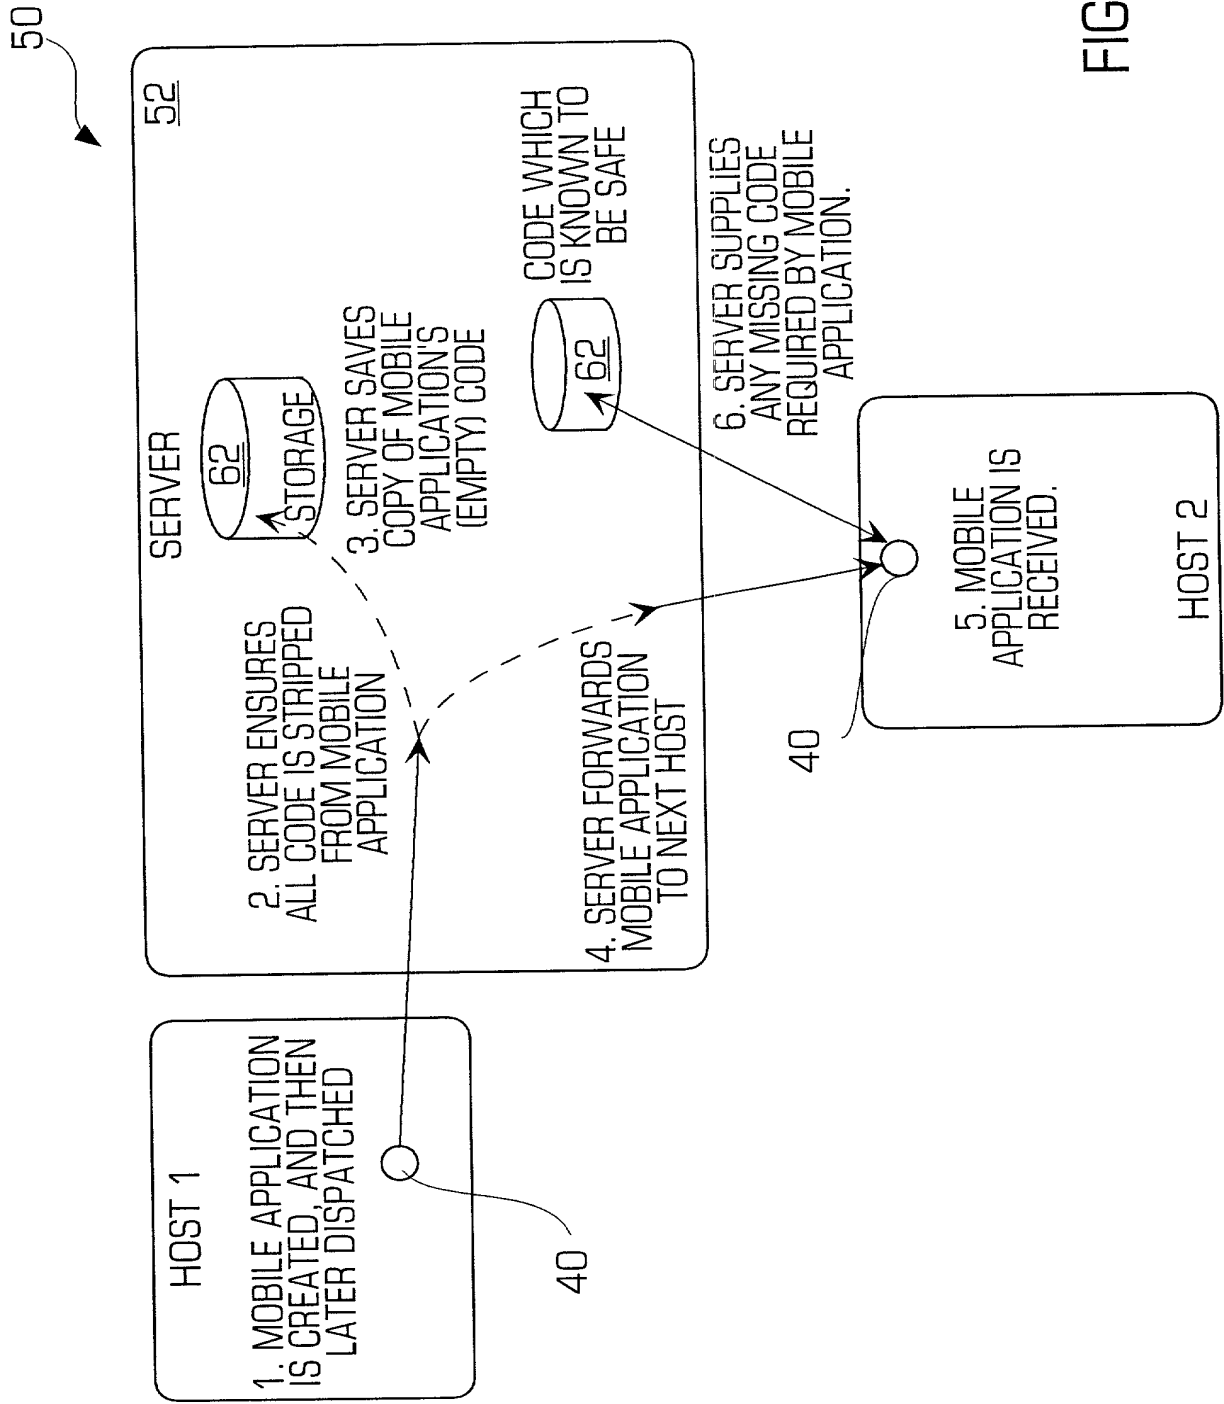 50
52
SERVER
62
STORAGE
2. SERVER ENSURES
ALL CODE IS STRIPPED
FROM MOBILE
APPLICATION
3. SERVER SAVES
COPY OF MOBILE
APPLICATION'S
(EMPTY) CODE
CODE WHICH
IS KNOWN TO
BE SAFE
62
4. SERVER FORWARDS
MOBILE APPLICATION
TO NEXT HOST
HOST 1
1. MOBILE APPLICATION
IS CREATED, AND THEN
LATER DISPATCHED
40
6. SERVER SUPPLIES
ANY MISSING CODE
REQUIRED BY MOBILE
APPLICATION.
40
5. MOBILE
APPLICATION IS
RECEIVED.
HOST 2
FIG